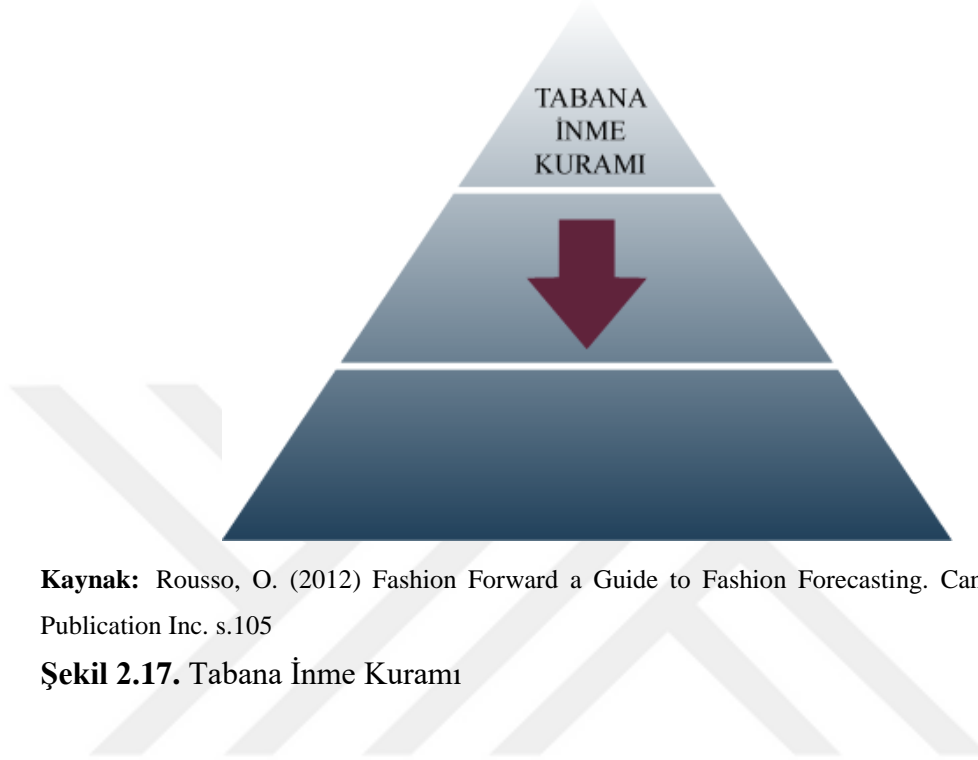 TABANA
İNME
KURAMI
Kaynak: Rousso, O. (2012) Fashion Forward a Guide to Fashion Forecasting.
Publication Inc. s.105
Şekil 2.17. Tabana İnme Kuramı